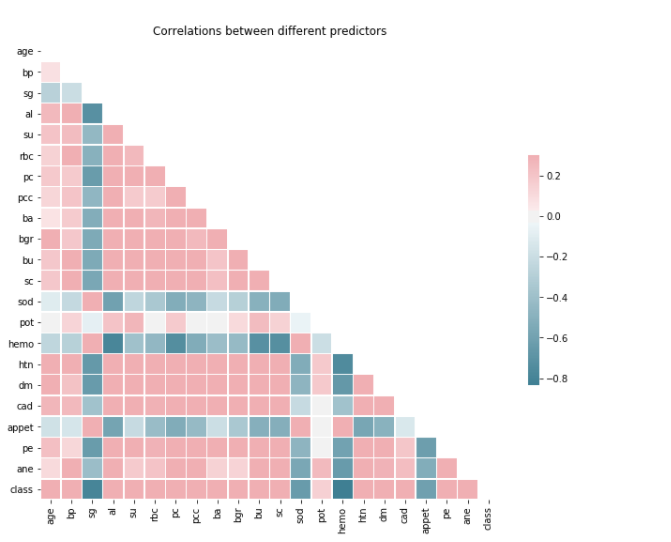 Correlations between different predictors
age
bp
sg
al
su
rbc
pc
pcc
ba
bgr
bu
sc
sod
pot
hemo
htn
dm
cad
appet
pe
ane
class
age
bp
sg
al
su
rbc
pc
pcc
ba
bgr
bu
sc
sod
pot
hemo
htn
dm
cad
appet
pe
ane
class
0.2
0.0
-0.2
-0.4
-0.6
-0.8